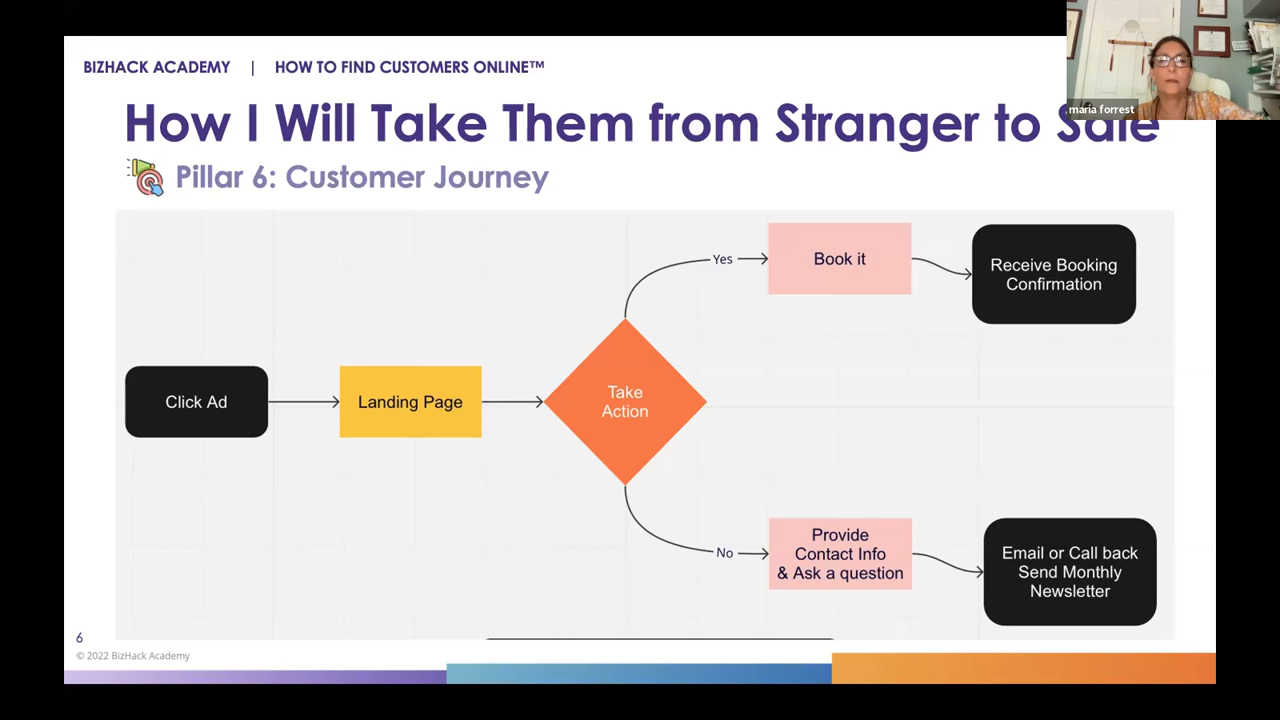 BIZHACK ACADEMY | HOW TO FIND CUSTOMERS ONLINE™
maria forrest
How I Will Take Them from Stranger to Sale
Pillar 6: Customer Journey
Click Ad
Landing Page
Take
Action
Yes
Book it
Receive Booking
Confirmation
No
Provide
Contact Info
& Ask a question
Email or Call back
Send Monthly
Newsletter
6
© 2022 BizHack Academy